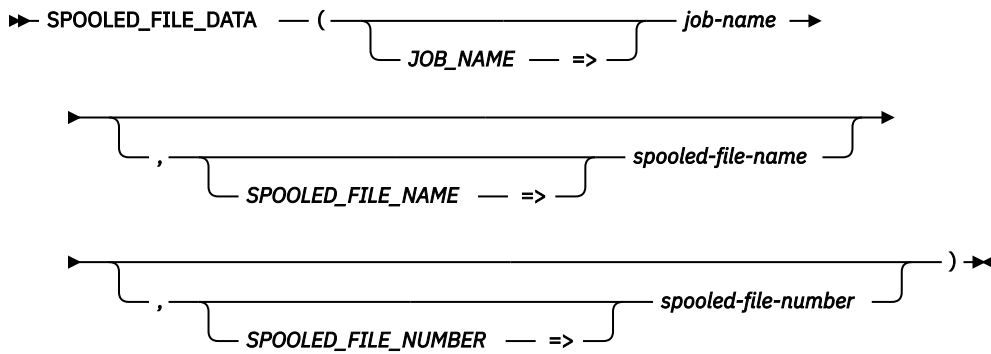 SPOOLED_FILE_DATA ( job-name
JOB_NAME =>
, spooled-file-name
SPOOLED_FILE_NAME =>
)
, spooled-file-number
SPOOLED_FILE_NUMBER =>